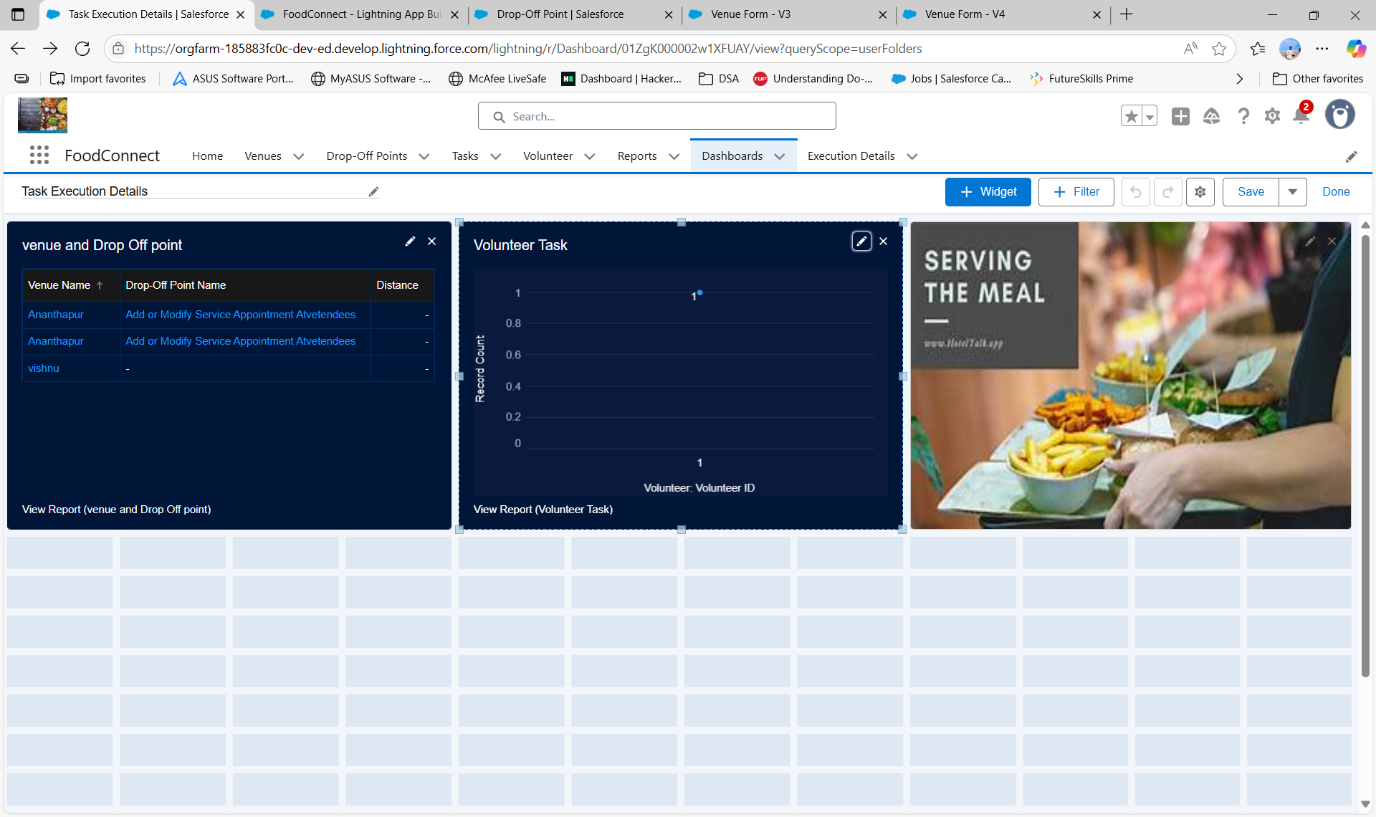 Task Execution Details | Salesforce
FoodConnect - Lightning App Bui
Drop-Off Point | Salesforce
Venue Form - V3
Venue Form - V4
https://orgfarm-185883fc0c-dev-ed.develop.lightning.force.com/lightning/r/Dashboard/01ZgK000002w1XFUAY/view?queryScope=userFolders
Import favorites
ASUS Software Port...
MyASUS Software -...
McAfee LiveSafe
Dashboard | Hacker...
DSA
Understanding Do-...
Jobs | Salesforce Ca...
FutureSkills Prime
Other favorites
Search...
2
FoodConnect
Home
Venues
Drop-Off Points
Tasks
Volunteer
Reports
Dashboards
Execution Details
Task Execution Details
+ Widget
+ Filter
Save
Done
venue and Drop Off point
Venue Name ↑ Drop-Off Point Name Distance
Ananthapur Add or Modify Service Appointment Atvetendees -
Ananthapur Add or Modify Service Appointment Atvetendees -
vishnu - -
View Report (venue and Drop Off point)
Volunteer Task
Record Count
1
0.8
0.6
0.4
0.2
0
1
1
Volunteer: Volunteer ID
View Report (Volunteer Task)
SERVING
THE MEAL
www.HotelTalk.app